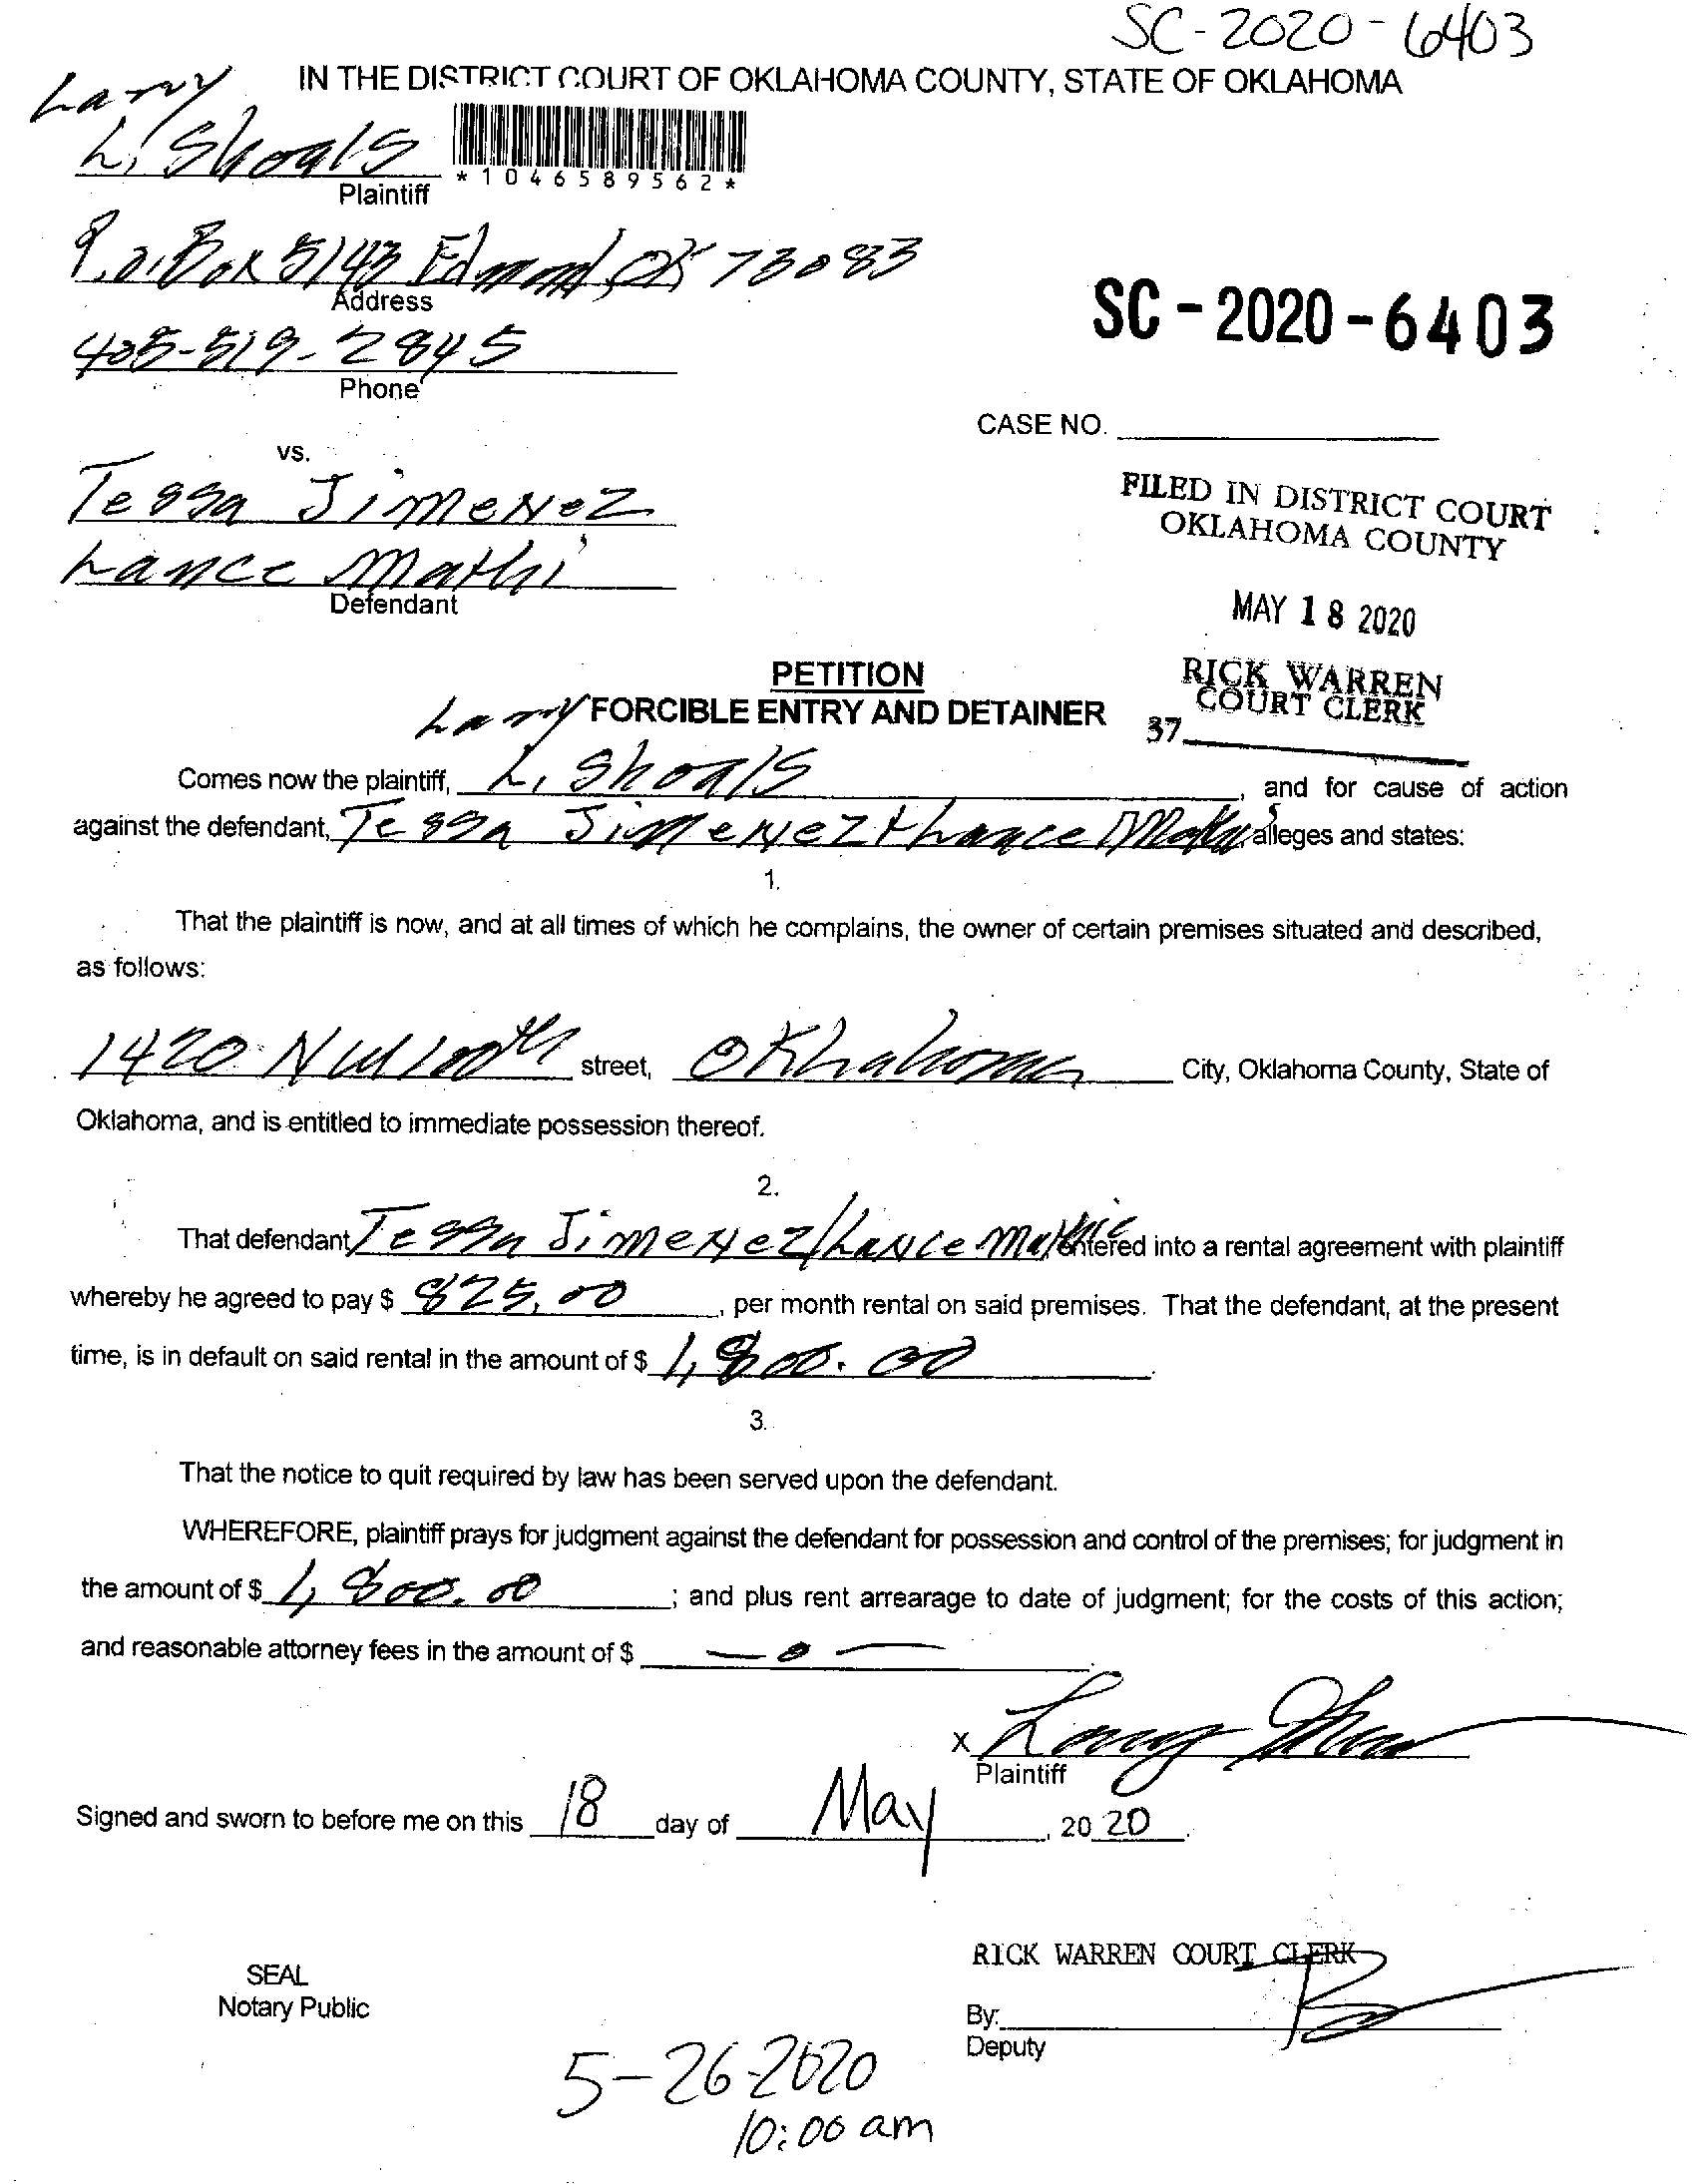 SC-2020-6403
IN THE DISTRICT COURT OF OKLAHOMA COUNTY, STATE OF OKLAHOMA
Larry
L. Shoals
*1046589562*
Plaintiff
P.O. Box 5143 Edmond, OK 73083
Address
SC-2020-6403
405-519-2845
Phone
CASE NO.
vs.
Tessa Jimenez
FILED IN DISTRICT COURT
OKLAHOMA COUNTY
Lance Mathi
Defendant
MAY 18 2020
PETITION
RICK WARREN
COURT CLERK
Larry FORCIBLE ENTRY AND DETAINER
37
Comes now the plaintiff, L. Shoals, and for cause of action
against the defendant, Tessa Jimenez + Lance alleges and states:
1.
That the plaintiff is now, and at all times of which he complains, the owner of certain premises situated and described,
as follows:
1420 NW 100th street, Oklahoma City, Oklahoma County, State of
Oklahoma, and is entitled to immediate possession thereof.
2.
That defendant Tessa Jimenez/Lance entered into a rental agreement with plaintiff
whereby he agreed to pay $ 825.00, per month rental on said premises. That the defendant, at the present
time, is in default on said rental in the amount of $ 1,800.00.
3.
That the notice to quit required by law has been served upon the defendant.
WHEREFORE, plaintiff prays for judgment against the defendant for possession and control of the premises; for judgment in
the amount of $ 1,800.00; and plus rent arrearage to date of judgment; for the costs of this action;
and reasonable attorney fees in the amount of $ -0-.
X Larry
Plaintiff
Signed and sworn to before me on this 18 day of May, 2020.
RICK WARREN COURT CLERK
SEAL
Notary Public
By:
Deputy
5-26-2020
10:00 am